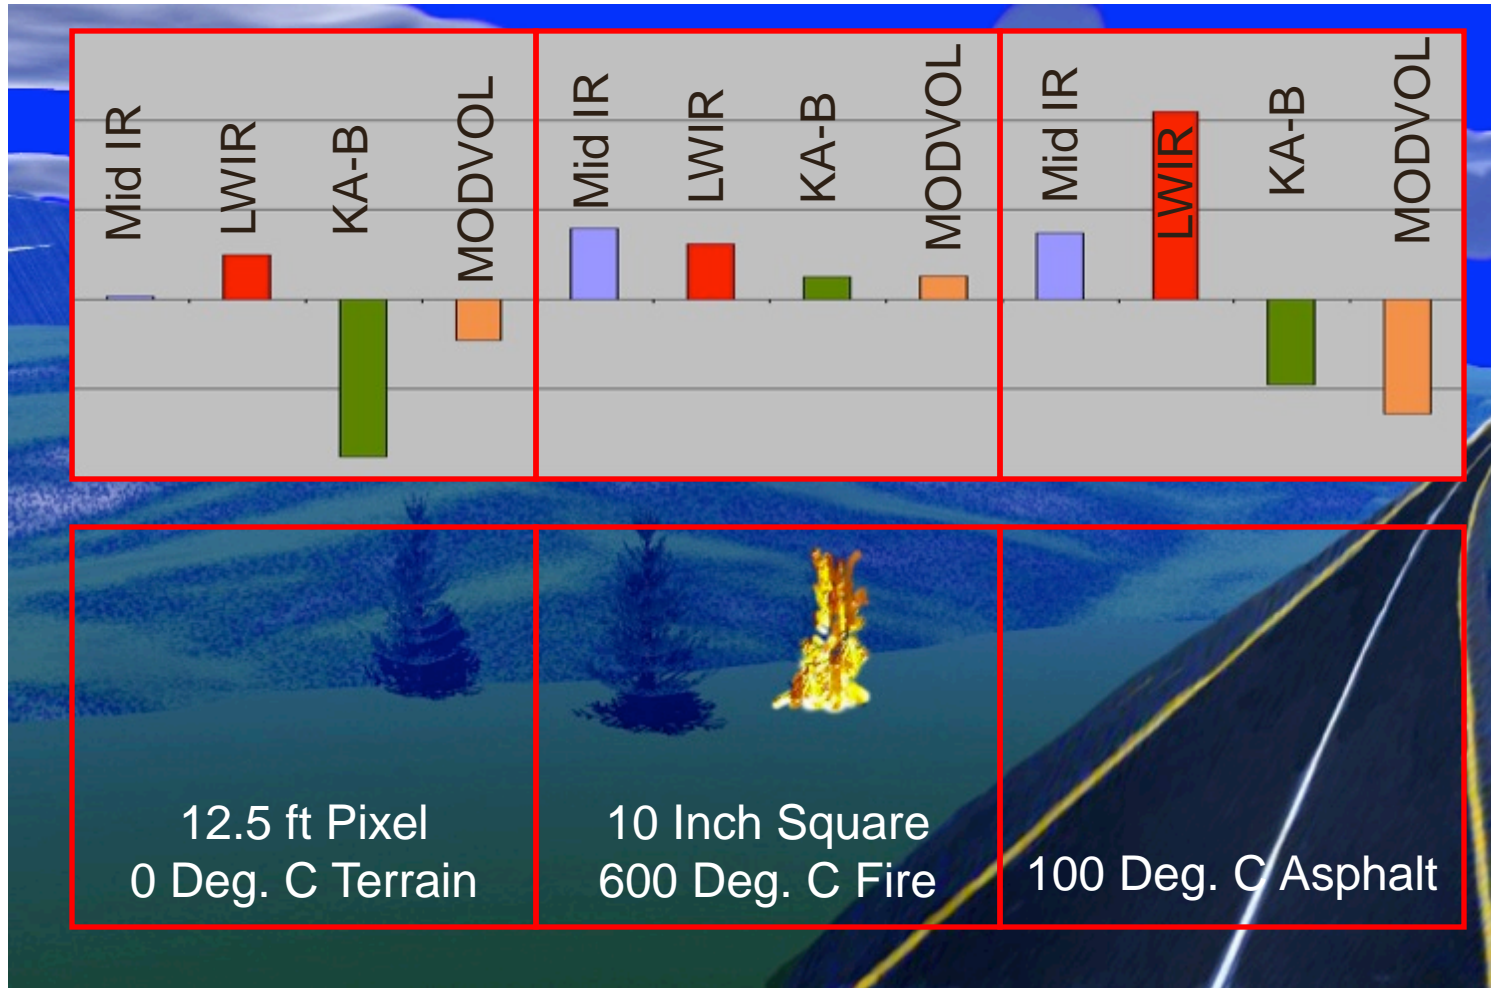 Mid IR
LWIR
KA-B
MODVOL
Mid IR
LWIR
KA-B
MODVOL
Mid IR
LWIR
KA-B
MODVOL
12.5 ft Pixel
0 Deg. C Terrain
10 Inch Square
600 Deg. C Fire
100 Deg. C Asphalt